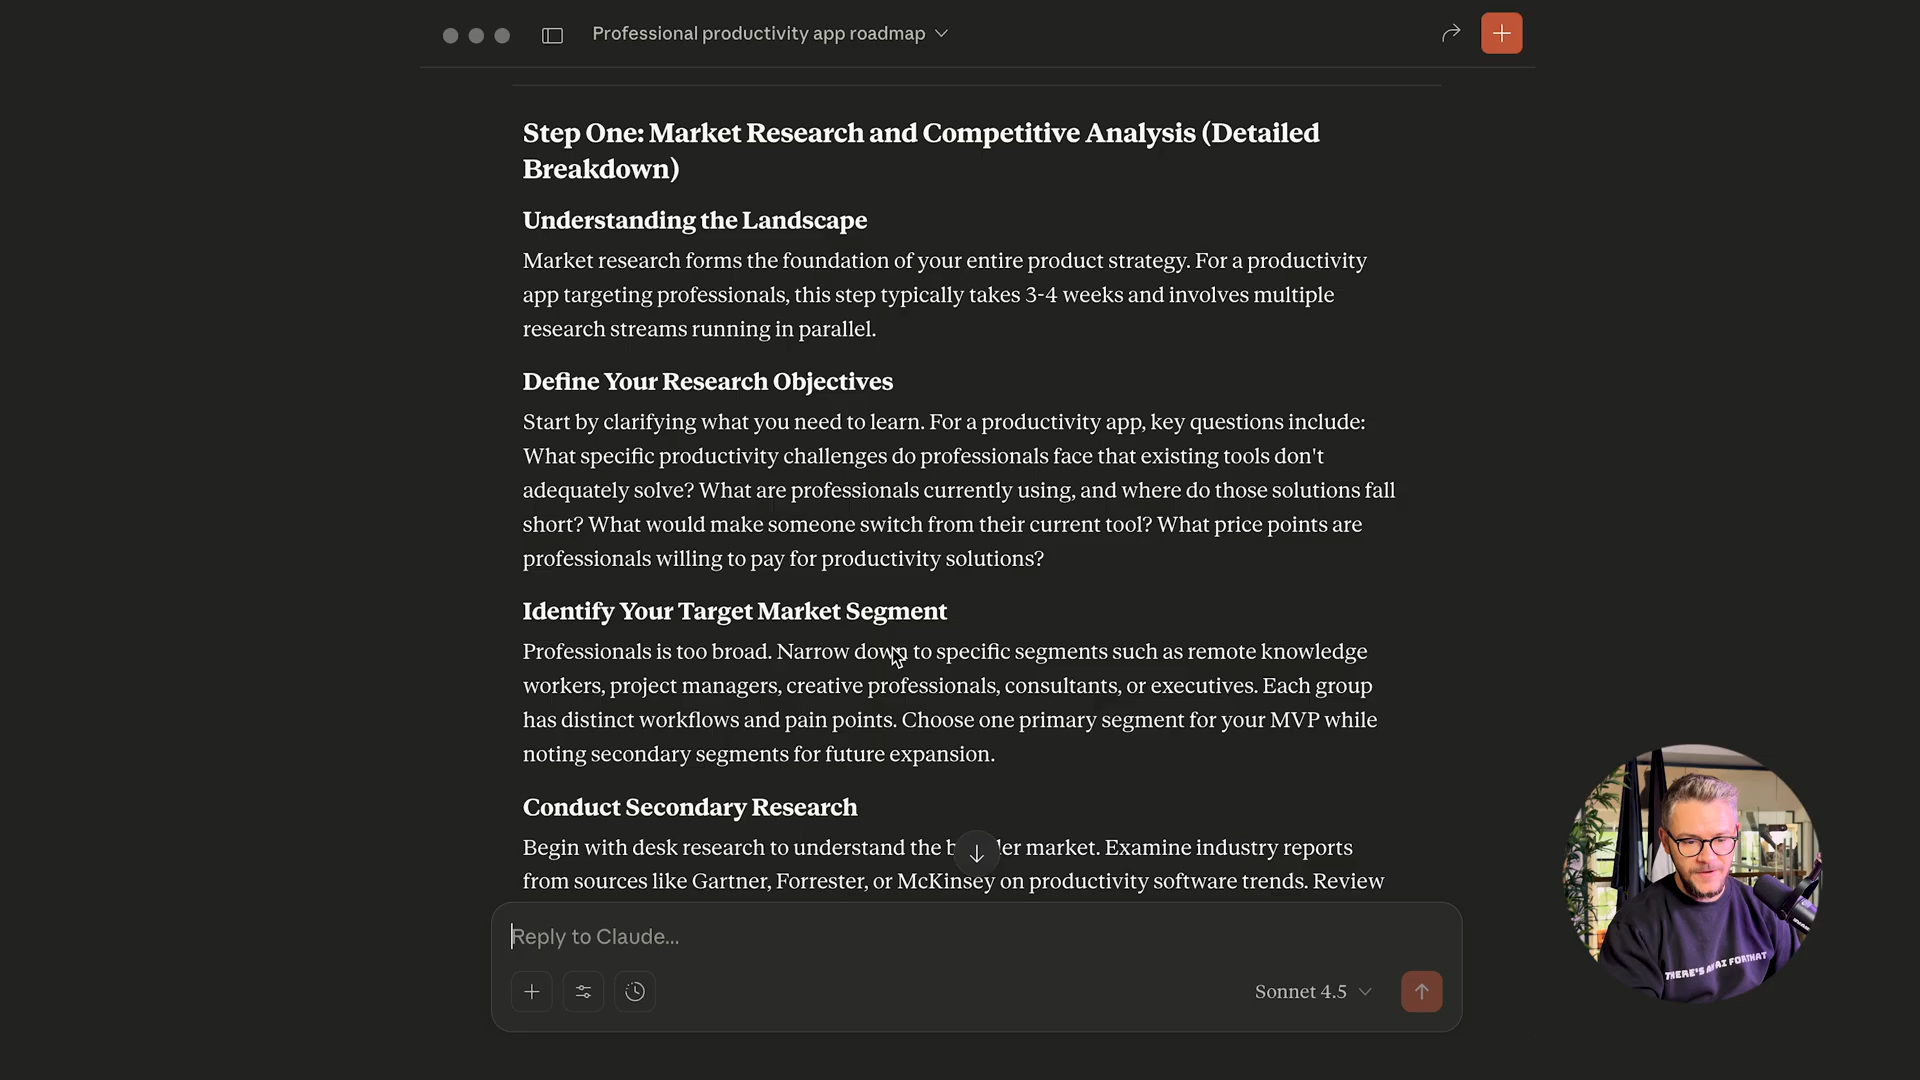 Professional productivity app roadmap
Step One: Market Research and Competitive Analysis (Detailed
Breakdown)
Understanding the Landscape
Market research forms the foundation of your entire product strategy. For a productivity
app targeting professionals, this step typically takes 3-4 weeks and involves multiple
research streams running in parallel.
Define Your Research Objectives
Start by clarifying what you need to learn. For a productivity app, key questions include:
What specific productivity challenges do professionals face that existing tools don't
adequately solve? What are professionals currently using, and where do those solutions fall
short? What would make someone switch from their current tool? What price points are
professionals willing to pay for productivity solutions?
Identify Your Target Market Segment
Professionals is too broad. Narrow down to specific segments such as remote knowledge
workers, project managers, creative professionals, consultants, or executives. Each group
has distinct workflows and pain points. Choose one primary segment for your MVP while
noting secondary segments for future expansion.
Conduct Secondary Research
Begin with desk research to understand the market. Examine industry reports
from sources like Gartner, Forrester, or McKinsey on productivity software trends. Review
Reply to Claude...
Sonnet 4.5
THERE'S AN AI FOR THAT